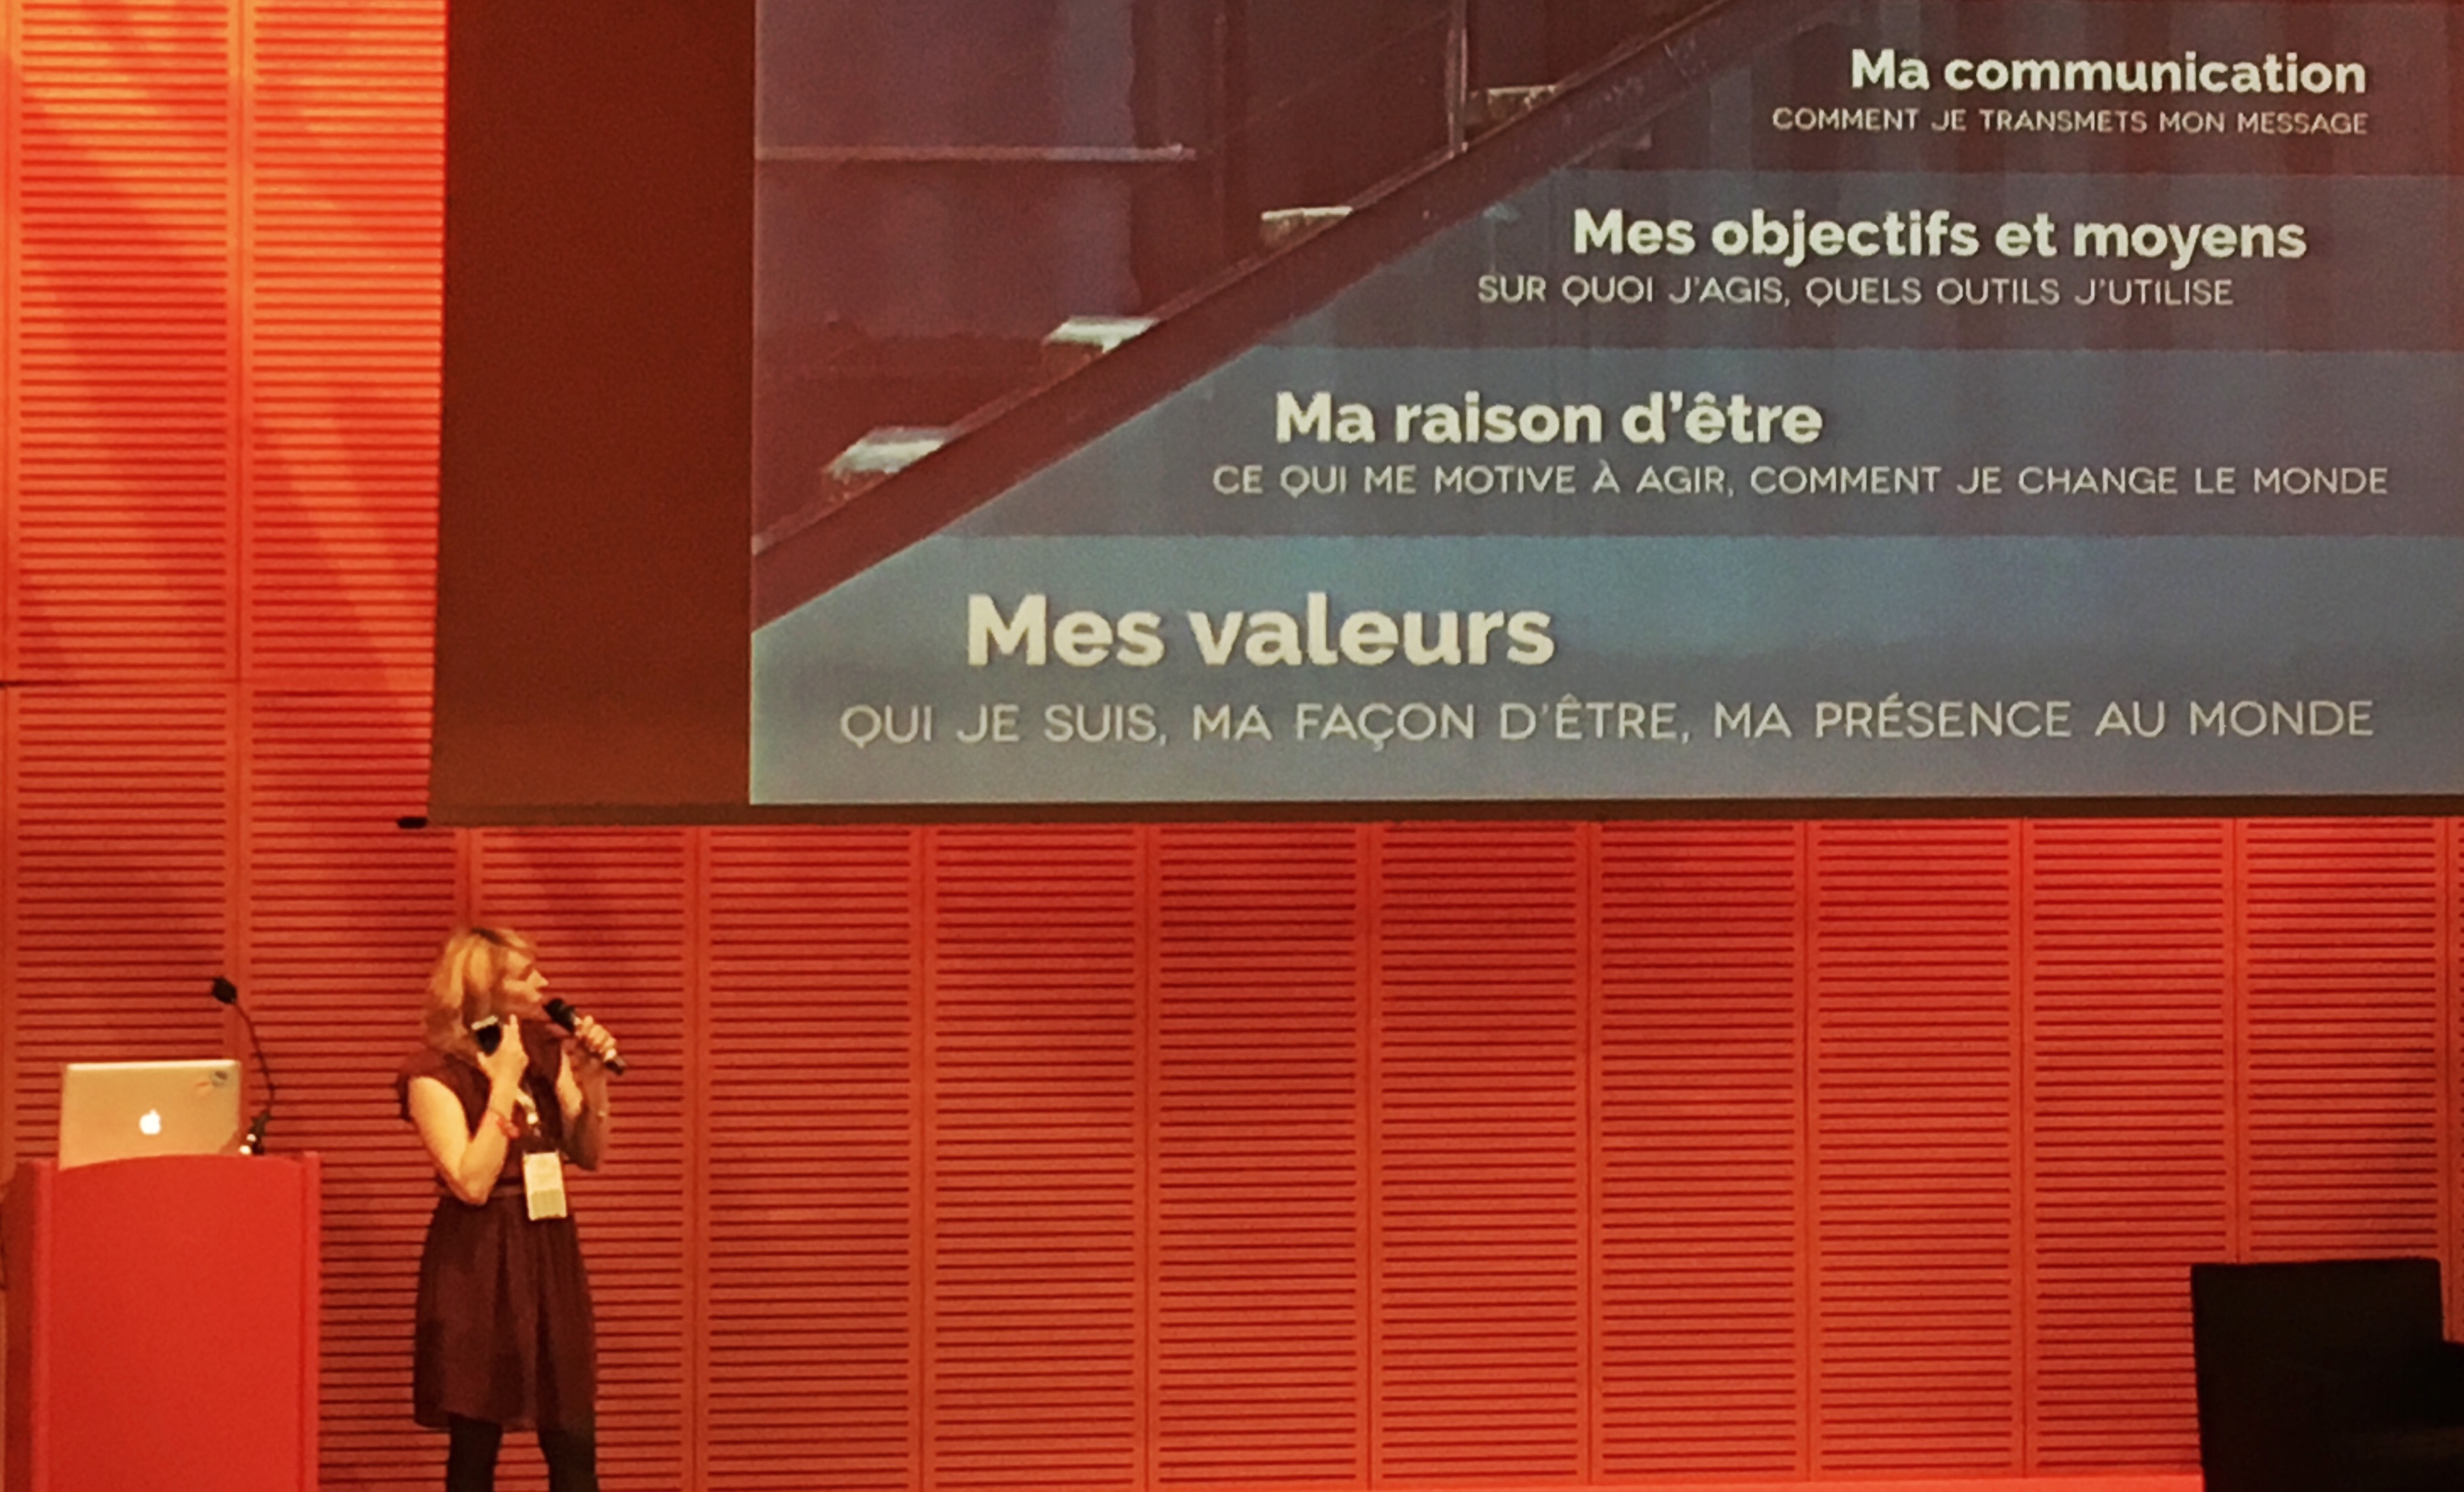 Ma communication
COMMENT JE TRANSMETS MON MESSAGE
Mes objectifs et moyens
SUR QUOI J'AGIS, QUELS OUTILS J'UTILISE
Ma raison d'être
CE QUI ME MOTIVE À AGIR, COMMENT JE CHANGE LE MONDE
Mes valeurs
QUI JE SUIS, MA FAÇON D'ÊTRE, MA PRÉSENCE AU MONDE